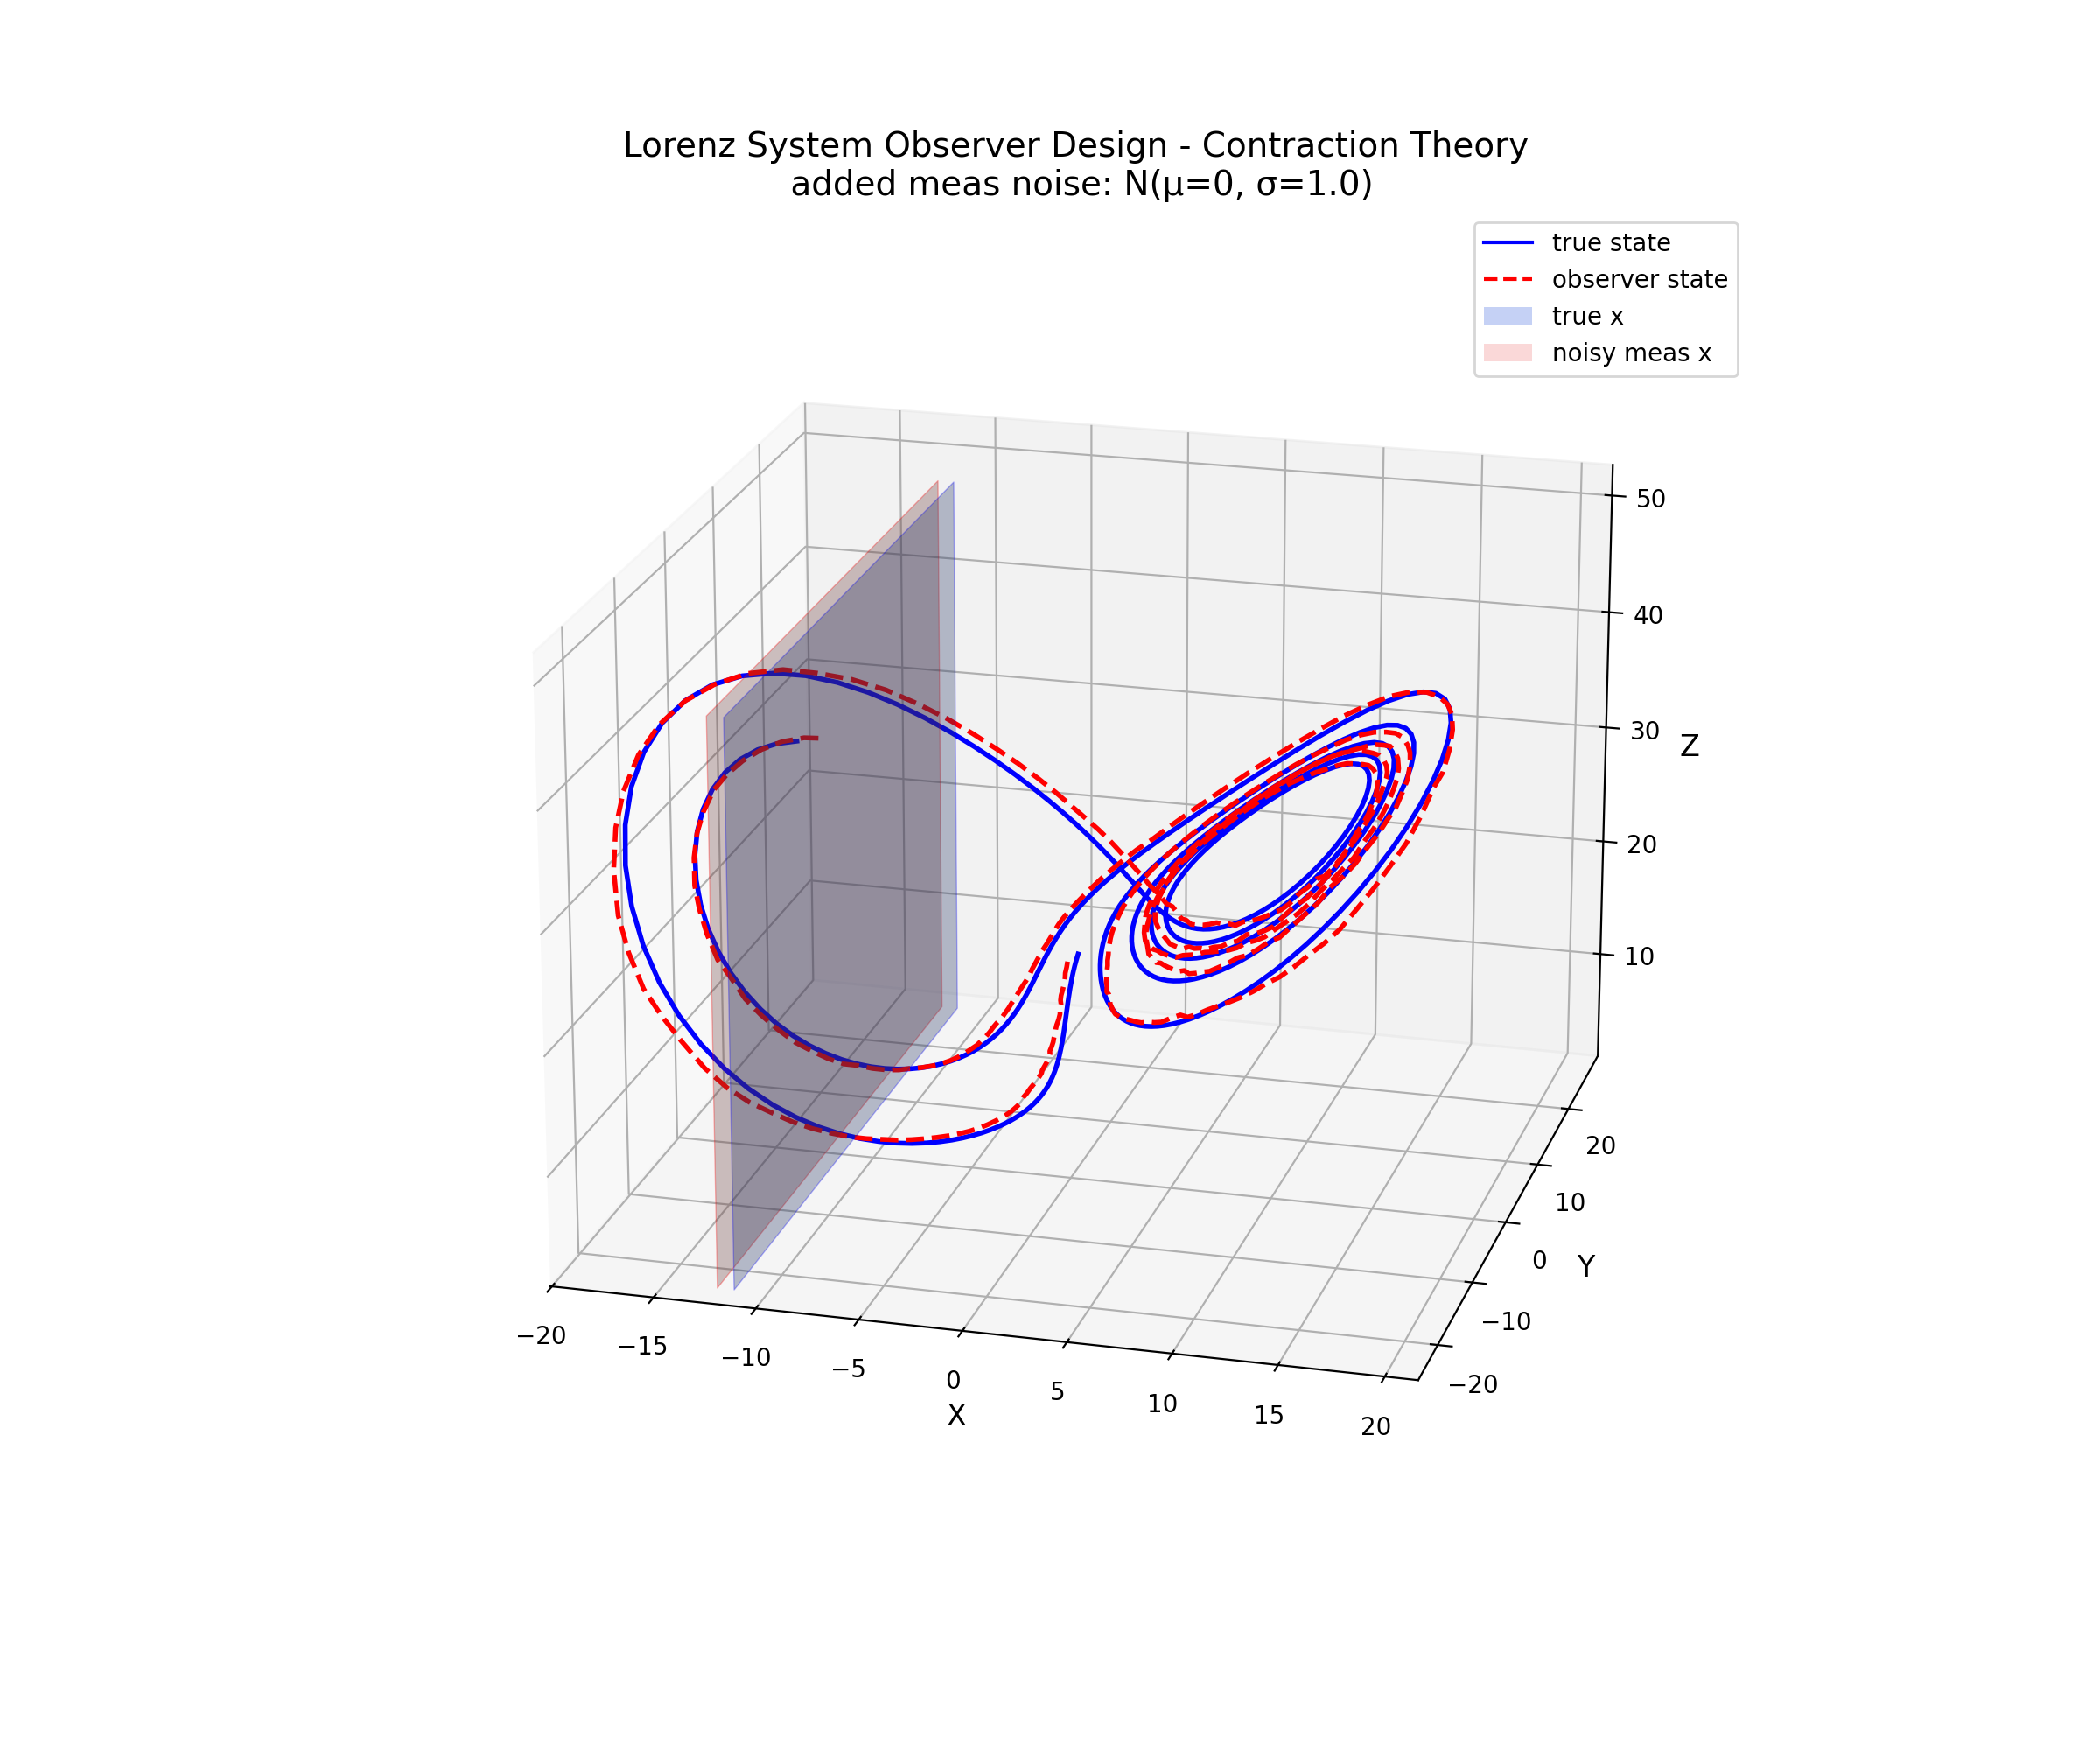 Lorenz System Observer Design - Contraction Theory
added meas noise: N(μ=0, σ=1.0)
true state
observer state
true x
noisy meas x
50
40
30
Z
20
10
20
10
0
Y
−10
−20
−20
−15
−10
−5
0
5
10
15
20
X